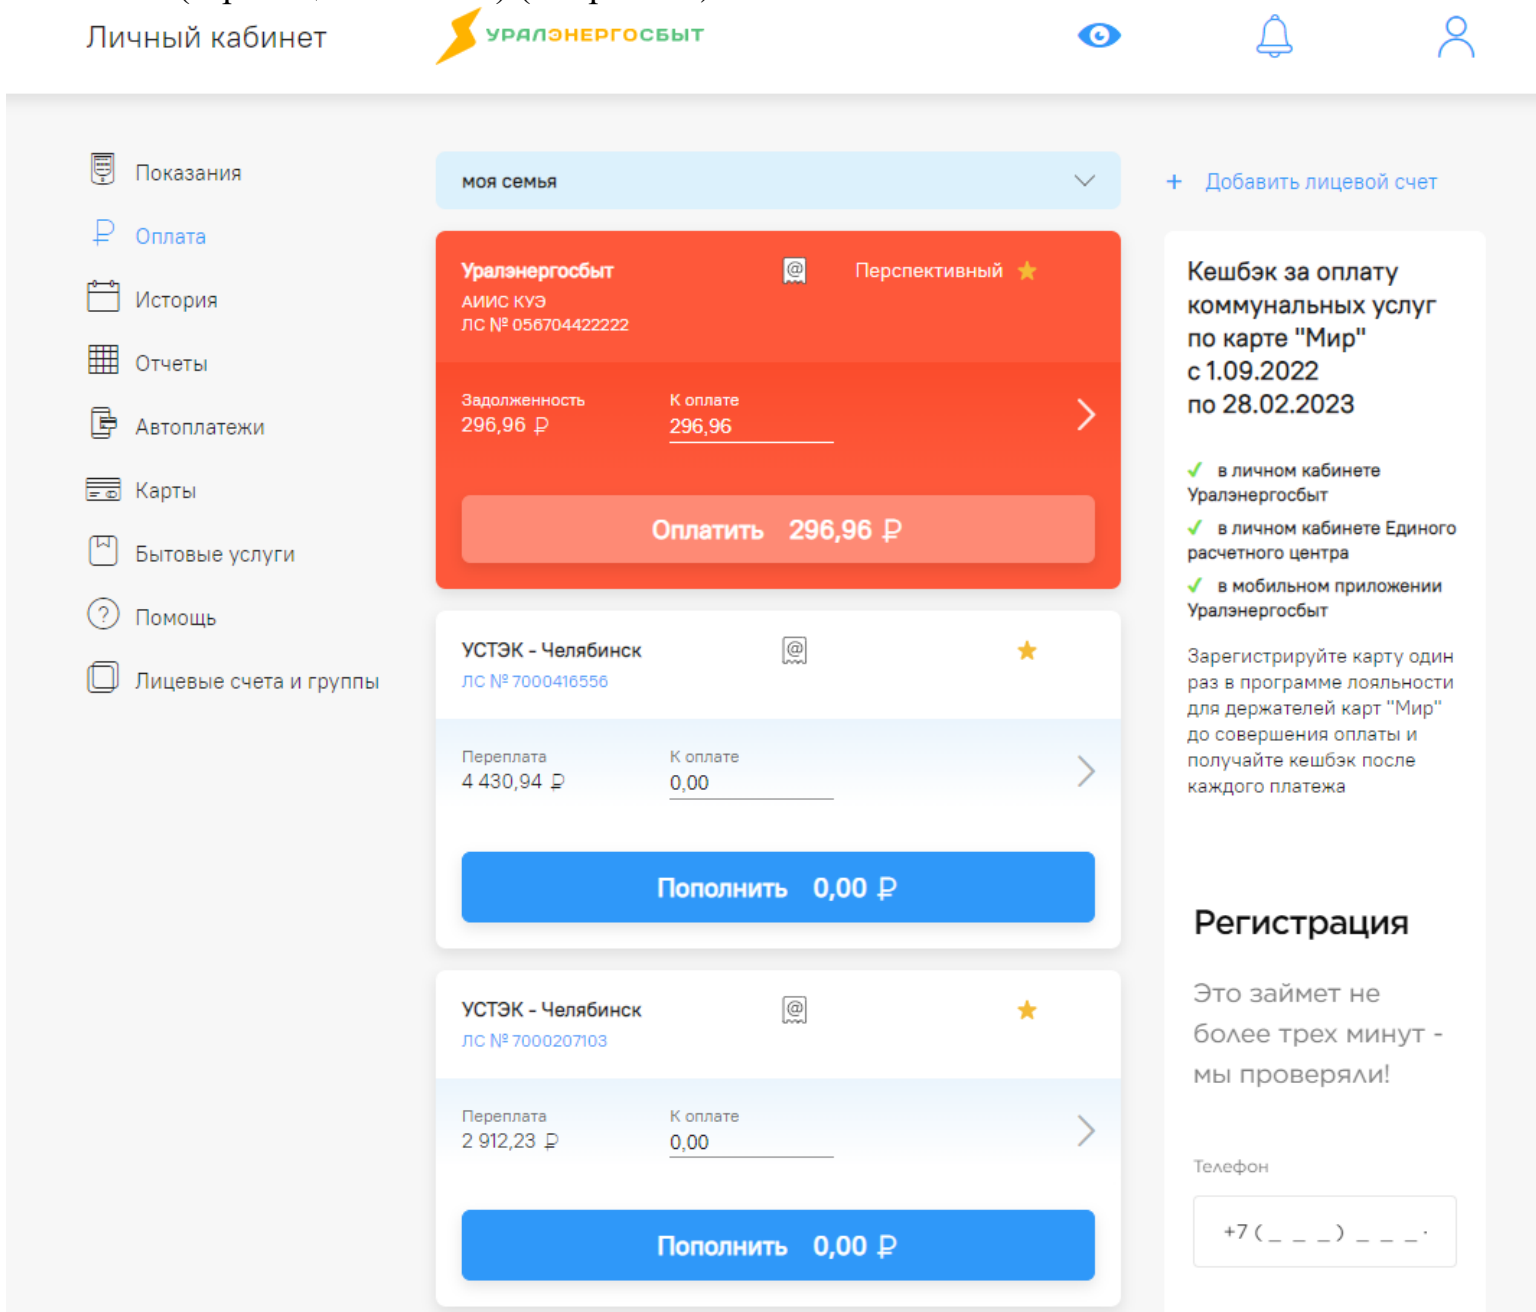 Личный кабинет
УРАЛЭНЕРГОСБЫТ
Показания
Оплата
История
Отчеты
Автоплатежи
Карты
Бытовые услуги
Помощь
Лицевые счета и группы
моя семья
Уралэнергосбыт
Перспективный
АИИС КУЭ
ЛС № 056704422222
Задолженность
К оплате
296,96 ₽
296,96
Оплатить 296,96 ₽
УСТЭК - Челябинск
ЛС № 7000416556
Переплата
К оплате
4 430,94 ₽
0,00
Пополнить 0,00 ₽
УСТЭК - Челябинск
ЛС № 7000207103
Переплата
К оплате
2 912,23 ₽
0,00
Пополнить 0,00 ₽
+ Добавить лицевой счет
Кешбэк за оплату
коммунальных услуг
по карте "Мир"
с 1.09.2022
по 28.02.2023
✓ в личном кабинете
Уралэнергосбыт
✓ в личном кабинете Единого
расчетного центра
✓ в мобильном приложении
Уралэнергосбыт
Зарегистрируйте карту один
раз в программе лояльности
для держателей карт "Мир"
до совершения оплаты и
получайте кешбэк после
каждого платежа
Регистрация
Это займет не
более трех минут -
мы проверяли!
Телефон
+7 (_ _ _) _ _ _-